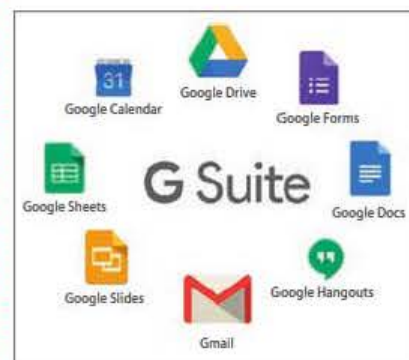 Google Drive
31
Google Calendar
Google Forms
G Suite
Google Sheets
Google Docs
Google Slides
Google Hangouts
Gmail